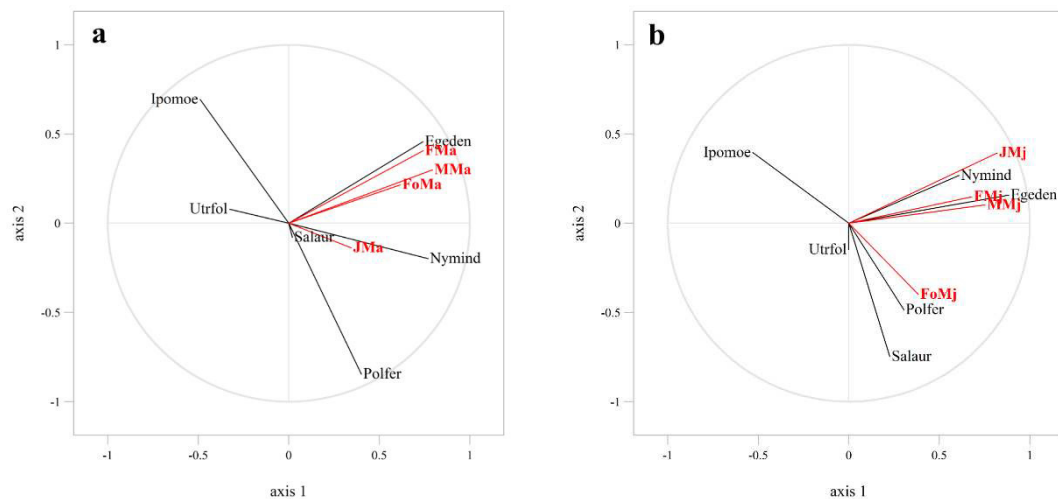 a
1
0.5
0
-0.5
-1
axis 2
Ipomoe
Egeden
FMa
MMa
FoMa
Utrfol
Salaur
JMa
Nymind
Polfer
-1
-0.5
0
0.5
1
axis 1
b
1
0.5
0
-0.5
-1
axis 2
Ipomoe
JMj
Nymind
FMj
Egeden
MMj
Utrfol
FoMj
Polfer
Salaur
-1
-0.5
0
0.5
1
axis 1